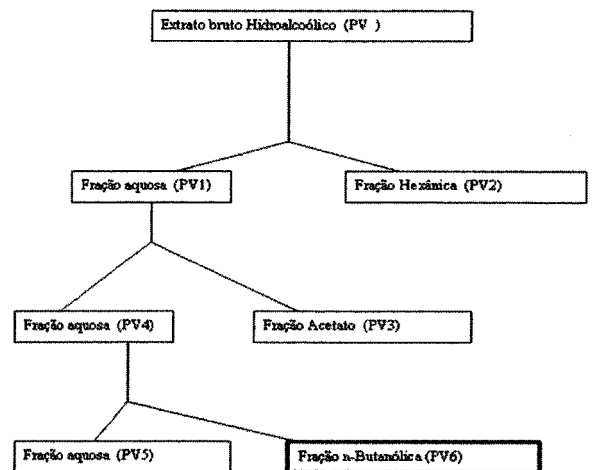 Extrato bruto Hidroalcoólico (PV )
Fração aquosa (PV1)
Fração Hexânica (PV2)
Fração aquosa (PV4)
Fração Acetato (PV3)
Fração aquosa (PV5)
Fração n-Butanólica (PV6)